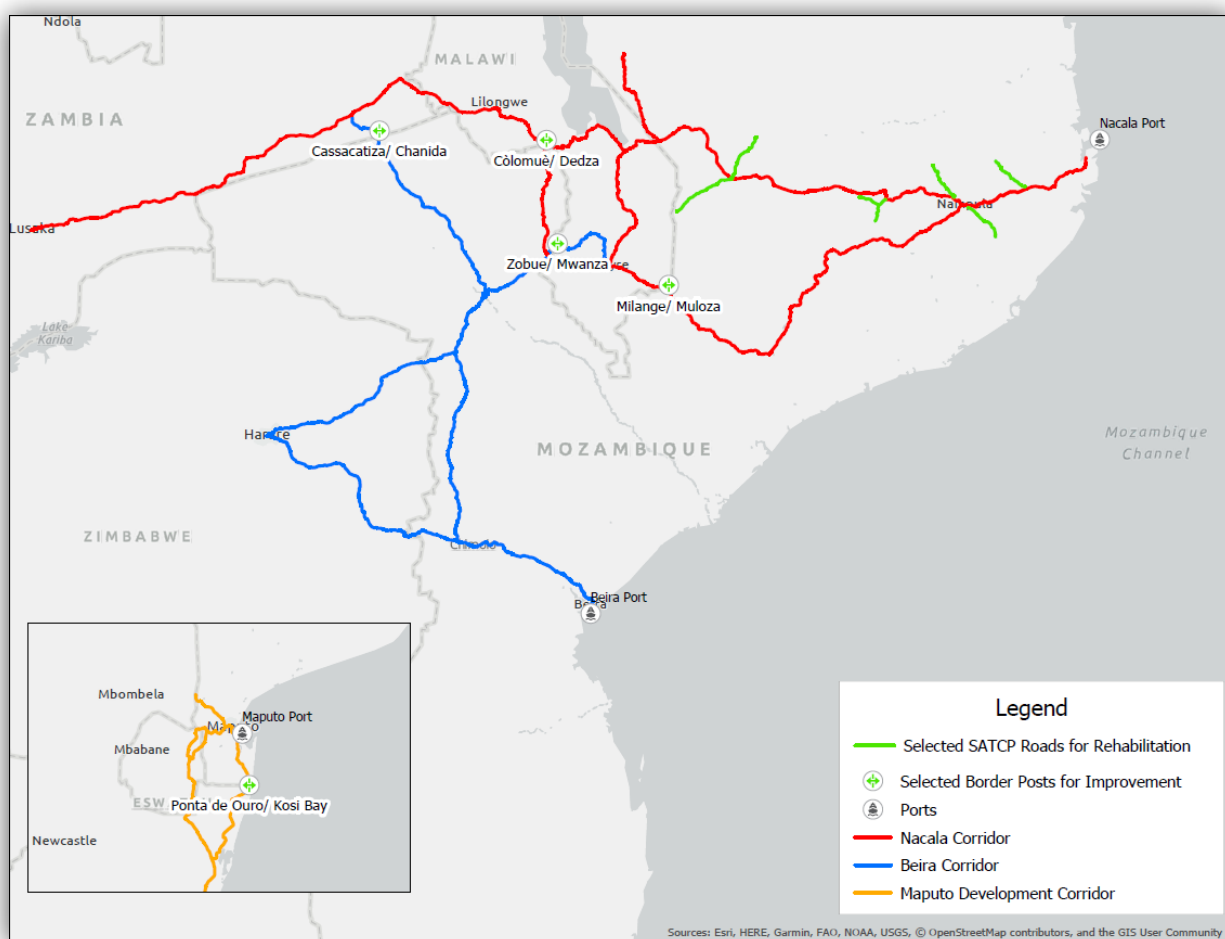 Ndola
MALAWI
ZAMBIA
Lilongwe
Nacala Port
Cassacatiza/ Chanida
Còlomuè/ Dedza
Lusaka
Zobue/ Mwanza
Milange/ Muloza
Lake
Kariba
Harare
MOZAMBIQUE
Mozambique
Channel
ZIMBABWE
Chimoio
Beira Port
Beira
Mbombela
Maputo Port
Maputo
Mbabane
Ponta de Ouro/ Kosi Bay
Newcastle
Legend
Selected SATCP Roads for Rehabilitation
Selected Border Posts for Improvement
Ports
Nacala Corridor
Beira Corridor
Maputo Development Corridor
Sources: Esri, HERE, Garmin, FAO, NOAA, USGS, © OpenStreetMap contributors, and the GIS User Community